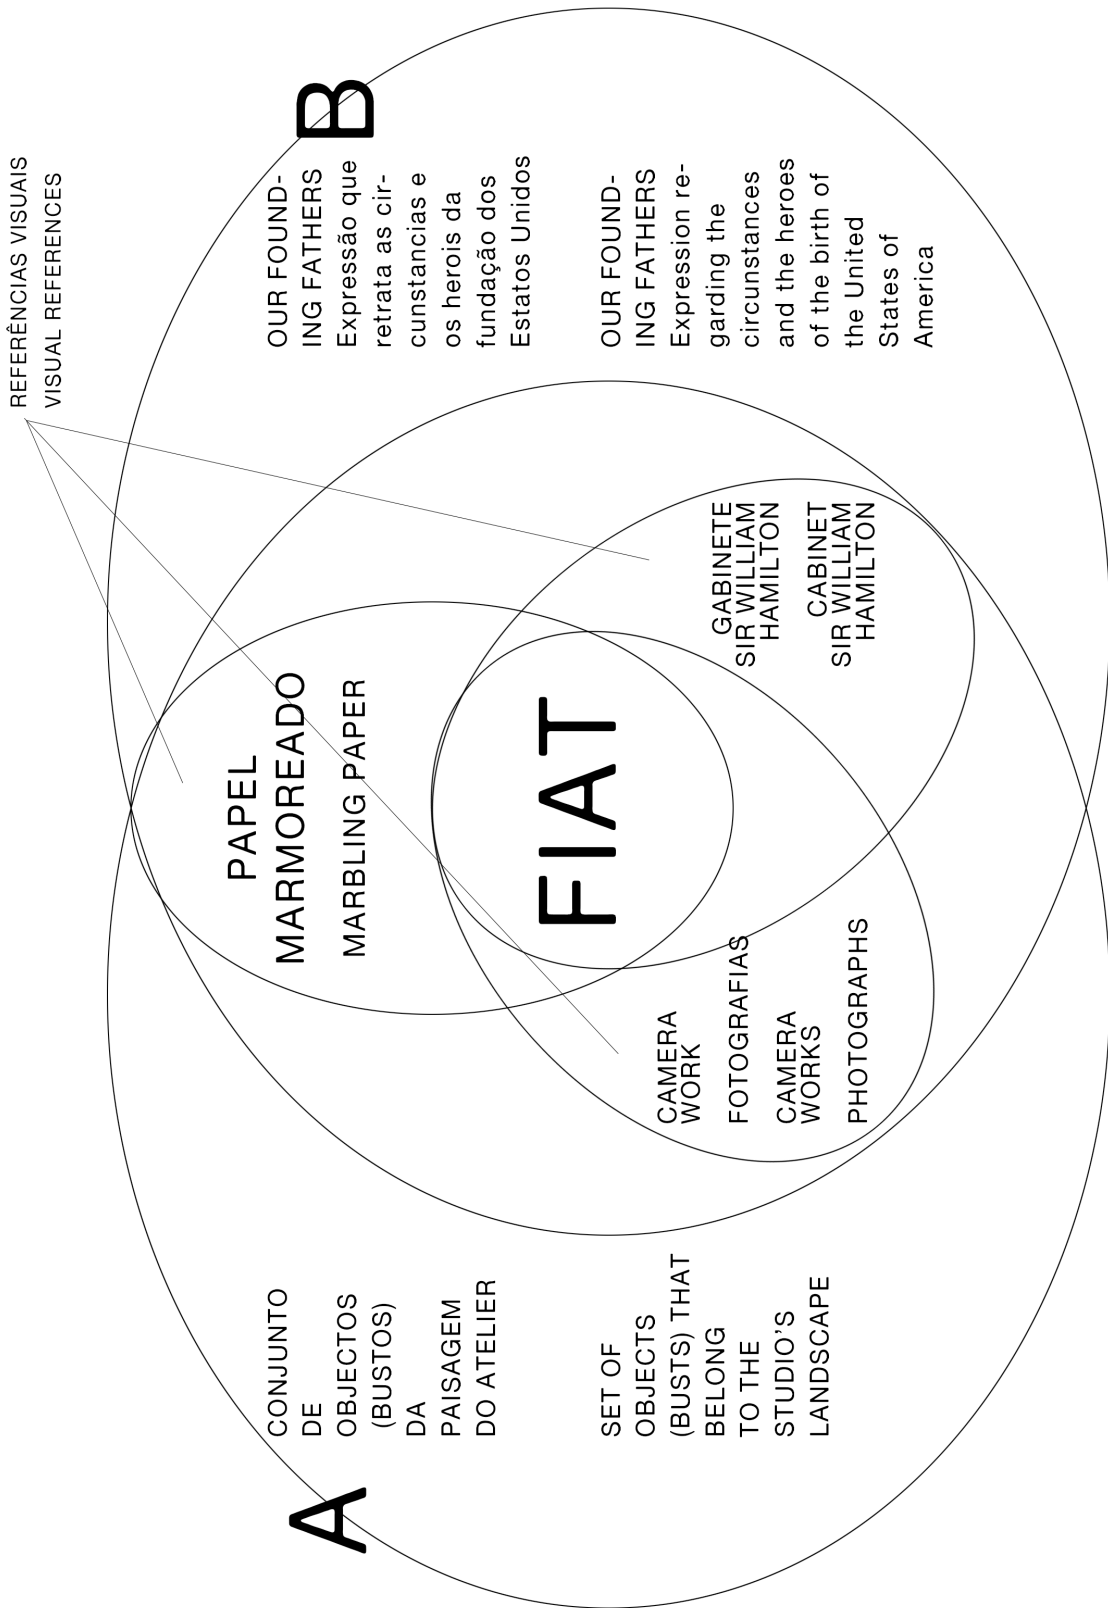 REFERÊNCIAS VISUAIS
VISUAL REFERENCES
A
CONJUNTO
DE
OBJECTOS
(BUSTOS)
DA
PAISAGEM
DO ATELIER
SET OF
OBJECTS
(BUSTS) THAT
BELONG
TO THE
STUDIO'S
LANDSCAPE
PAPEL
MARMOREADO
MARBLING PAPER
FIAT
CAMERA
WORK
FOTOGRAFIAS
CAMERA
WORKS
PHOTOGRAPHS
GABINETE
SIR WILLIAM
HAMILTON
CABINET
SIR WILLIAM
HAMILTON
B
OUR FOUND-
ING FATHERS
Expressão que
retrata as cir-
cunstancias e
os herois da
fundação dos
Estatos Unidos
OUR FOUND-
ING FATHERS
Expression re-
garding the
circunstances
and the heroes
of the birth of
the United
States of
America